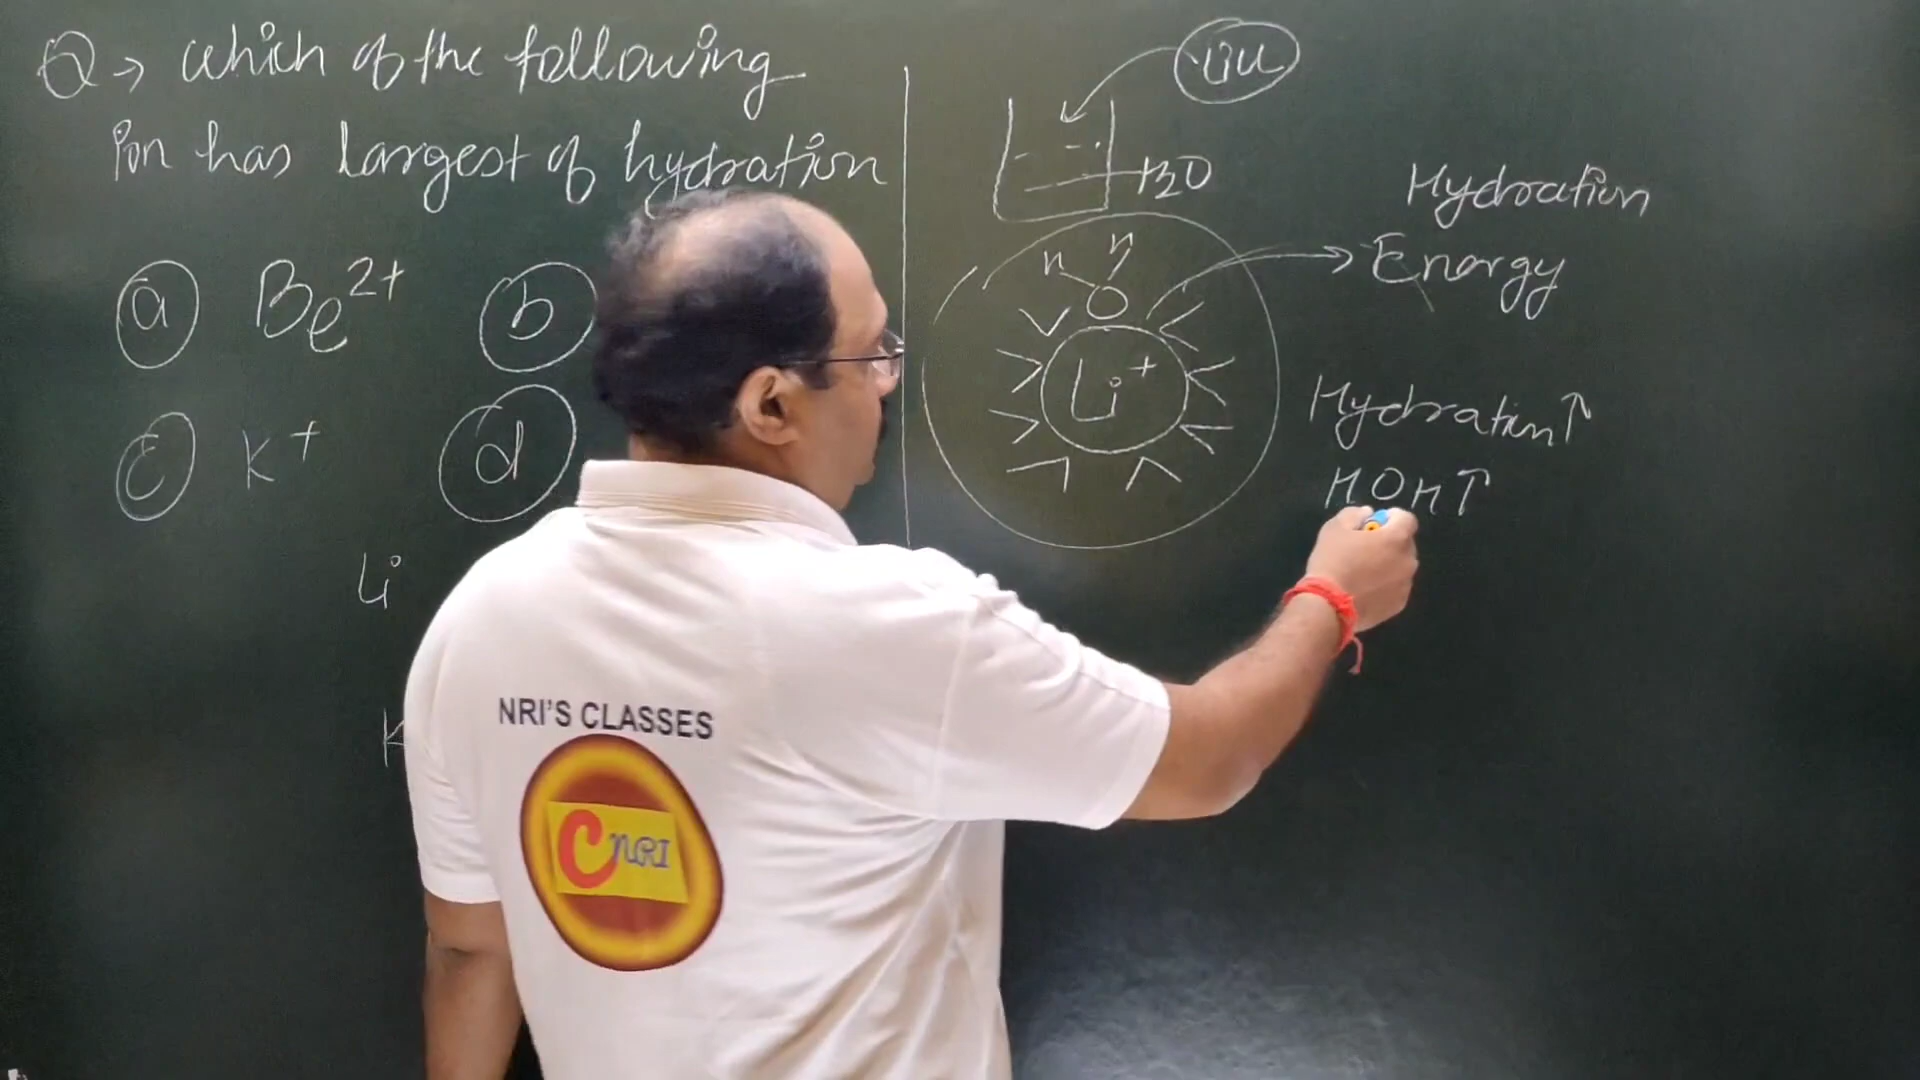 Q → which of the following
ion has largest of hydration
a Be2+ b
c K+ d
Li
K
H2O
Hydration
Energy
H H
O
Li+
Hydration↑
HOH↑
NRI'S CLASSES
C NRI